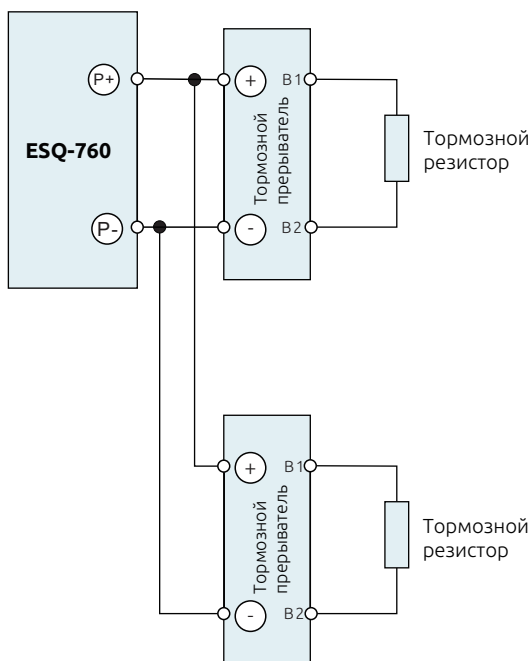 P+
ESQ-760
P-
+
Тормозной
прерыватель
-
B1
B2
Тормозной
резистор
+
Тормозной
прерыватель
-
B1
B2
Тормозной
резистор